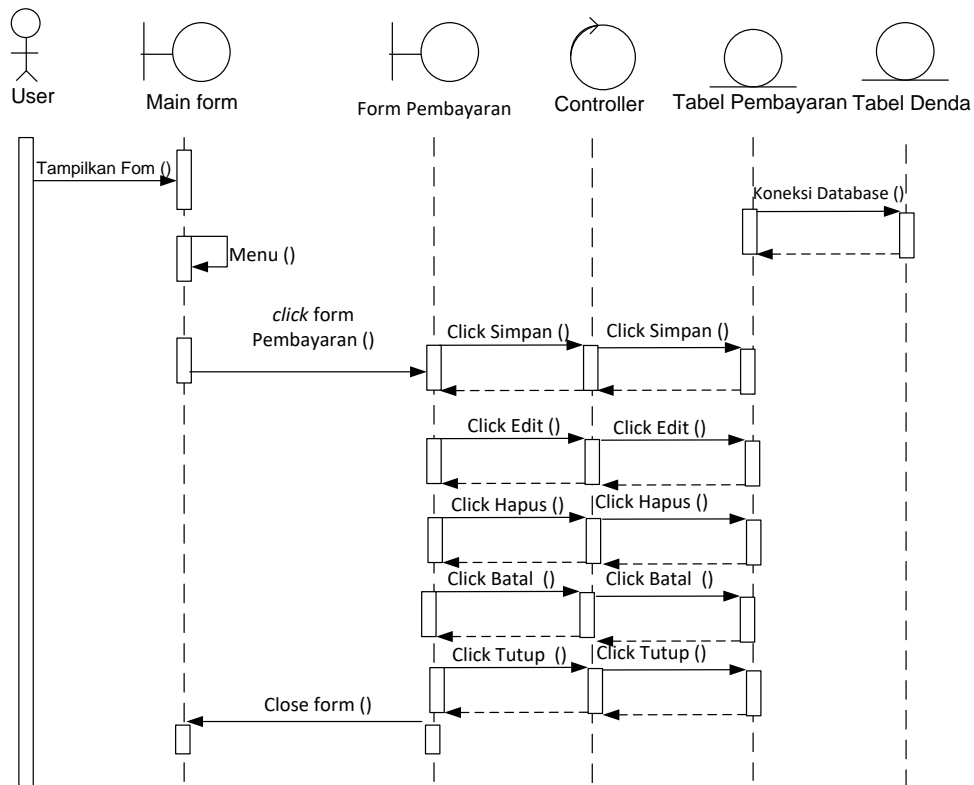 User
Main form
Form Pembayaran
Controller
Tabel Pembayaran
Tabel Denda
Tampilkan Fom ()
Koneksi Database ()
Menu ()
click form
Pembayaran ()
Click Simpan ()
Click Simpan ()
Click Edit ()
Click Edit ()
Click Hapus ()
Click Hapus ()
Click Batal ()
Click Batal ()
Click Tutup ()
Click Tutup ()
Close form ()